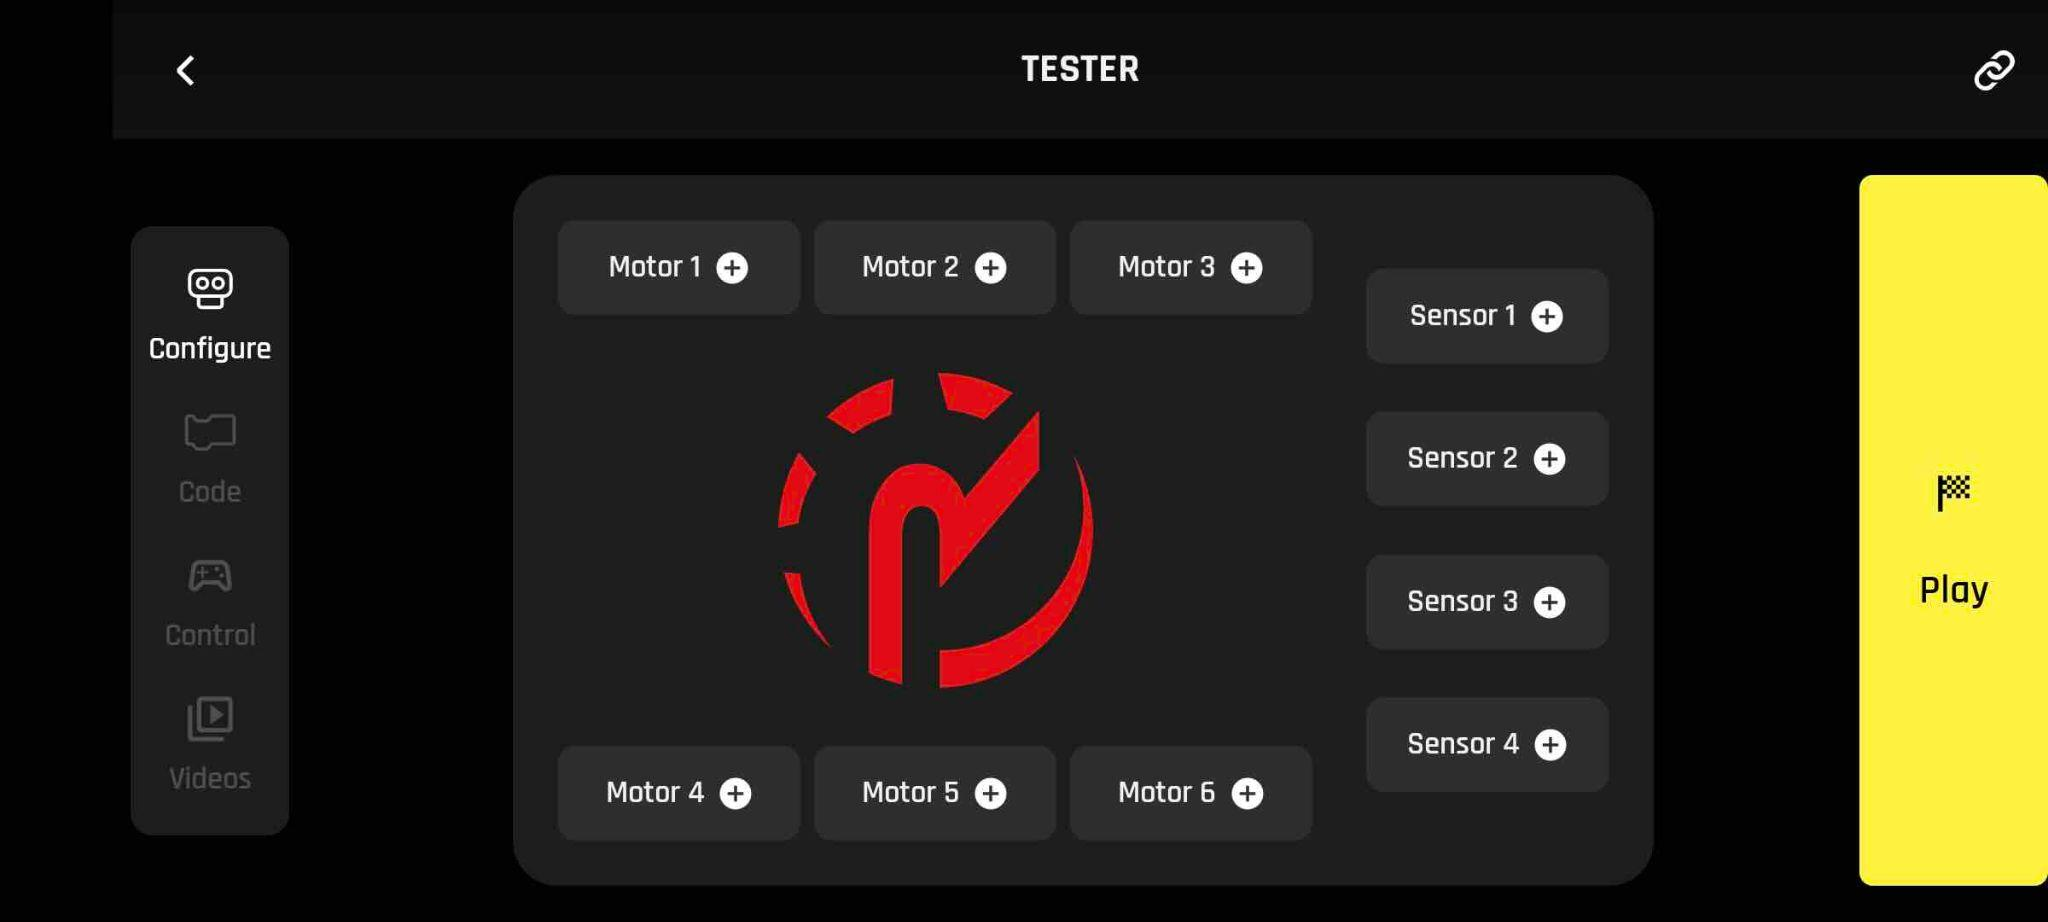 TESTER
Configure
Code
Control
Videos
Motor 1
Motor 2
Motor 3
Motor 4
Motor 5
Motor 6
Sensor 1
Sensor 2
Sensor 3
Sensor 4
Play